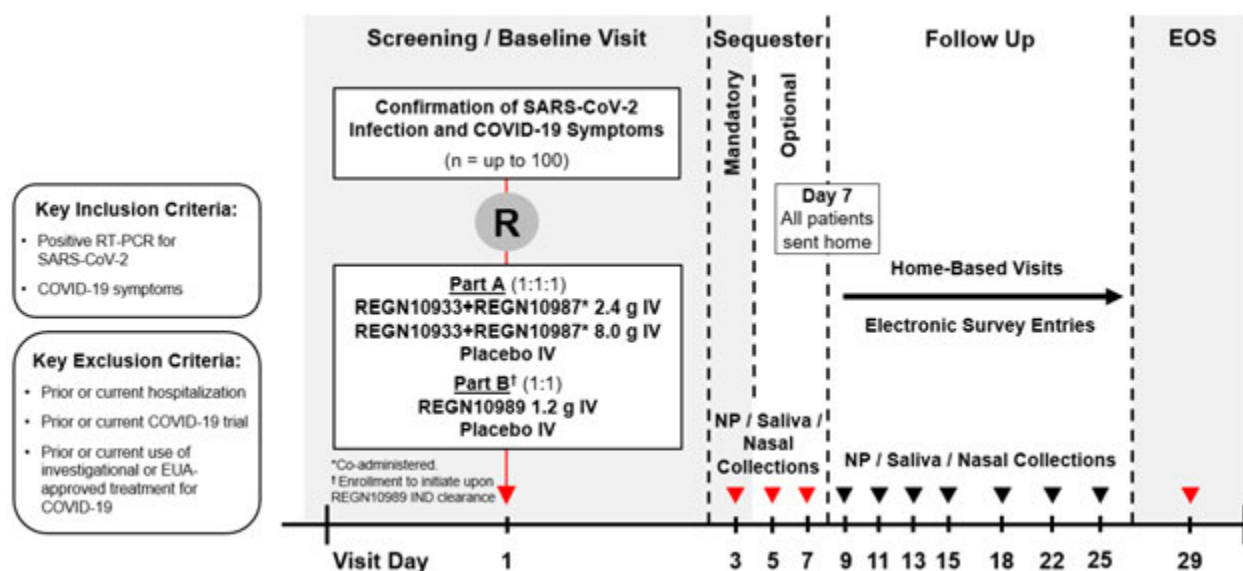 Screening / Baseline Visit
Sequester
Follow Up
EOS
Mandatory
Optional
Confirmation of SARS-CoV-2
Infection and COVID-19 Symptoms
(n = up to 100)
R
Key Inclusion Criteria:
• Positive RT-PCR for
SARS-CoV-2
• COVID-19 symptoms
Key Exclusion Criteria:
• Prior or current hospitalization
• Prior or current COVID-19 trial
• Prior or current use of
investigational or EUA-
approved treatment for
COVID-19
Part A (1:1:1)
REGN10933+REGN10987* 2.4 g IV
REGN10933+REGN10987* 8.0 g IV
Placebo IV
Part B† (1:1)
REGN10989 1.2 g IV
Placebo IV
*Co-administered.
† Enrollment to initiate upon
REGN10989 IND clearance
Day 7
All patients
sent home
Home-Based Visits
Electronic Survey Entries
NP / Saliva /
Nasal
Collections
NP / Saliva / Nasal Collections
Visit Day 1 3 5 7 9 11 13 15 18 22 25 29